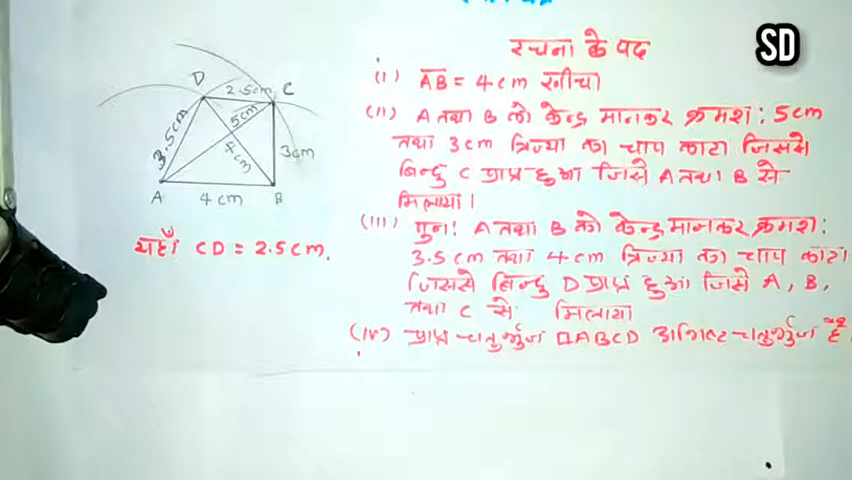 SD
रचना के पद
(i) AB = 4cm खींचा
(ii) A तथा B को केन्द्र मानकर क्रमश: 5cm
तथा 3cm त्रिज्या का चाप काटा जिससे
बिन्दु C प्राप्त हुआ जिसे A तथा B से
मिलाया।
(iii) पुन: A तथा B को केन्द्र मानकर क्रमश:
3.5cm तथा 4cm त्रिज्या का चाप काटा
जिससे बिन्दु D प्राप्त हुआ जिसे A, B,
तथा C से मिलाया
(iv) प्राप्त चतुर्भुज □ABCD अभिष्ट चतुर्भुज है
D
2.5cm C
3.5cm
5cm
4cm
3cm
A 4cm B
यहाँ CD = 2.5cm.